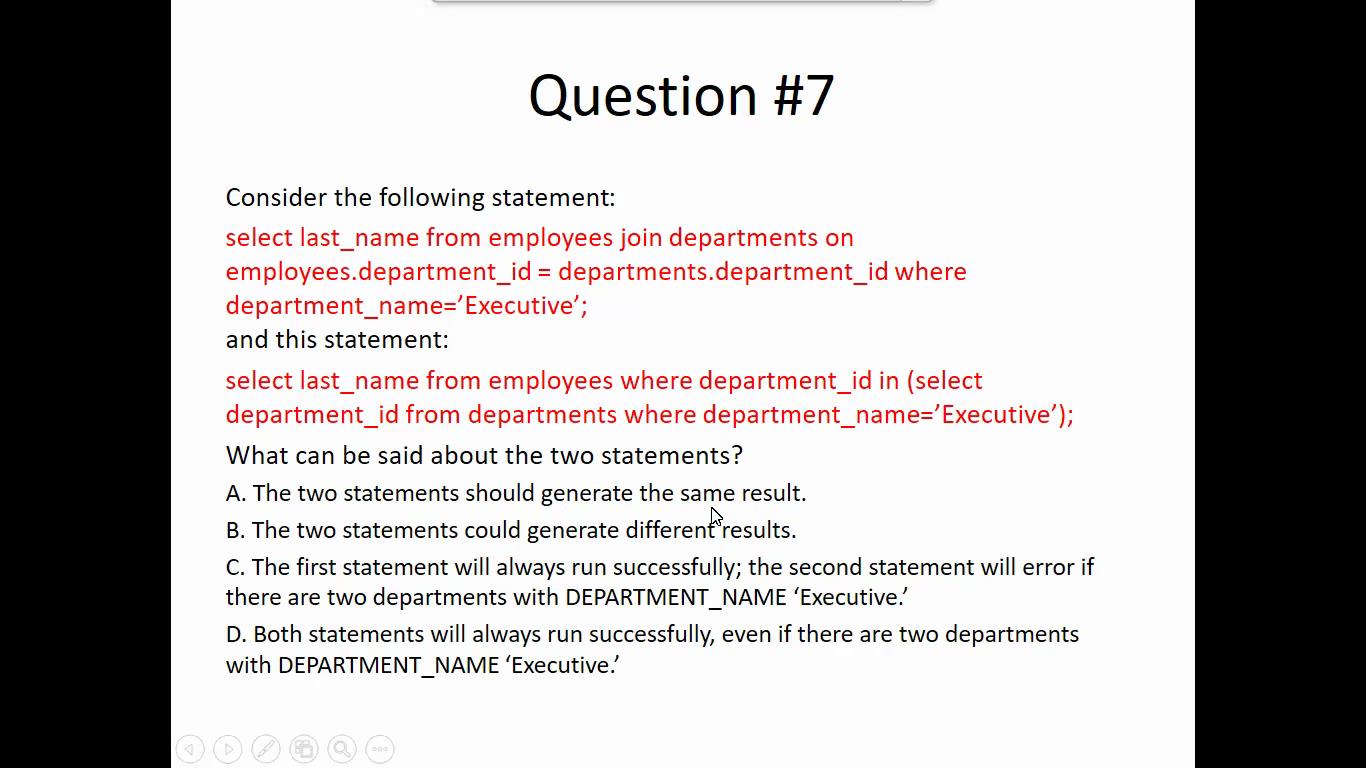 Question #7
Consider the following statement:
select last_name from employees join departments on
employees.department_id = departments.department_id where
department_name=’Executive’;
and this statement:
select last_name from employees where department_id in (select
department_id from departments where department_name=’Executive’);
What can be said about the two statements?
A. The two statements should generate the same result.
B. The two statements could generate different results.
C. The first statement will always run successfully; the second statement will error if
there are two departments with DEPARTMENT_NAME ‘Executive.’
D. Both statements will always run successfully, even if there are two departments
with DEPARTMENT_NAME ‘Executive.’